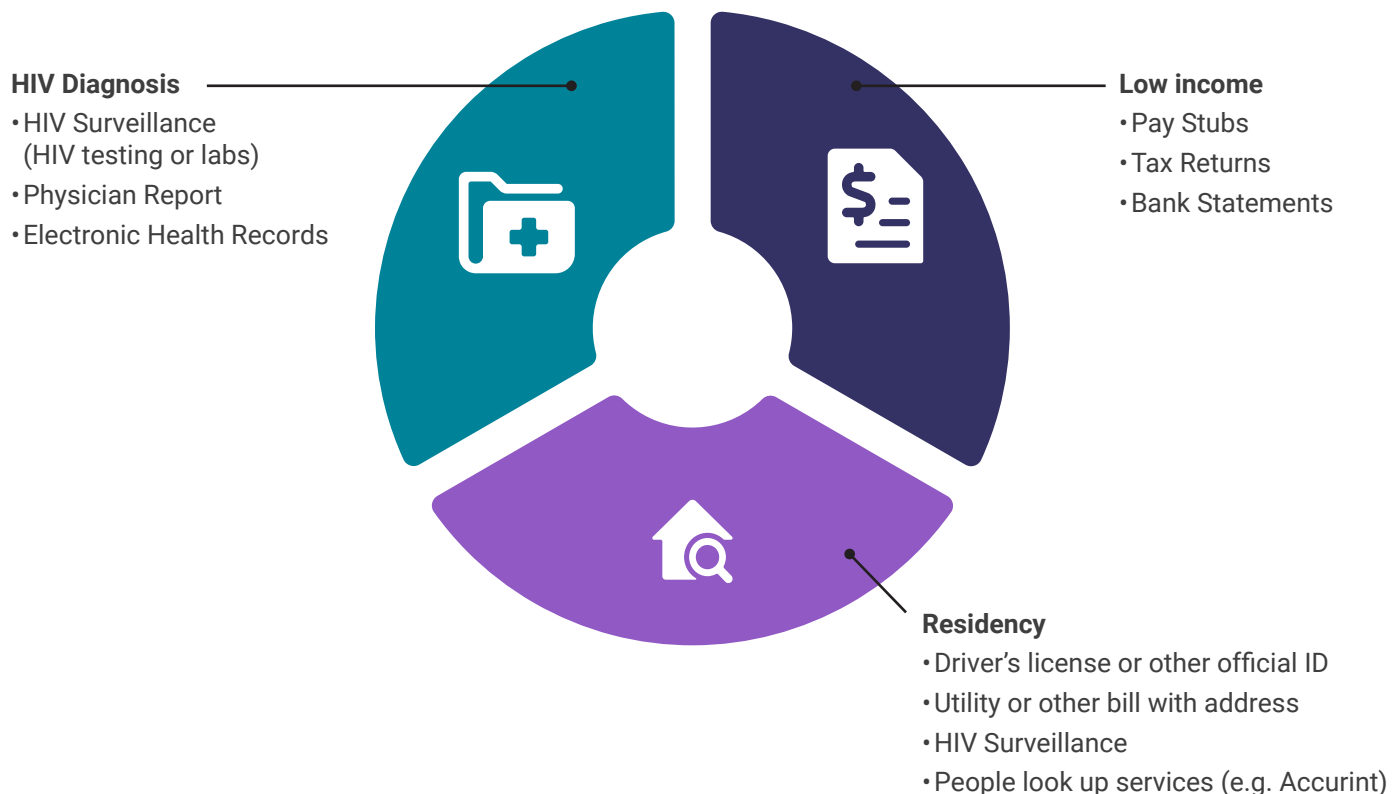 HIV Diagnosis
•HIV Surveillance
(HIV testing or labs)
•Physician Report
•Electronic Health Records
Low income
•Pay Stubs
•Tax Returns
•Bank Statements
$
Residency
•Driver’s license or other official ID
•Utility or other bill with address
•HIV Surveillance
•People look up services (e.g. Accurint)